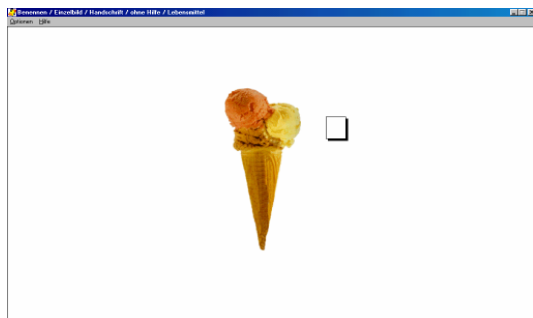 Benennen / Einzelbild / Handschrift / ohne Hilfe / Lebensmittel
Optionen Hilfe